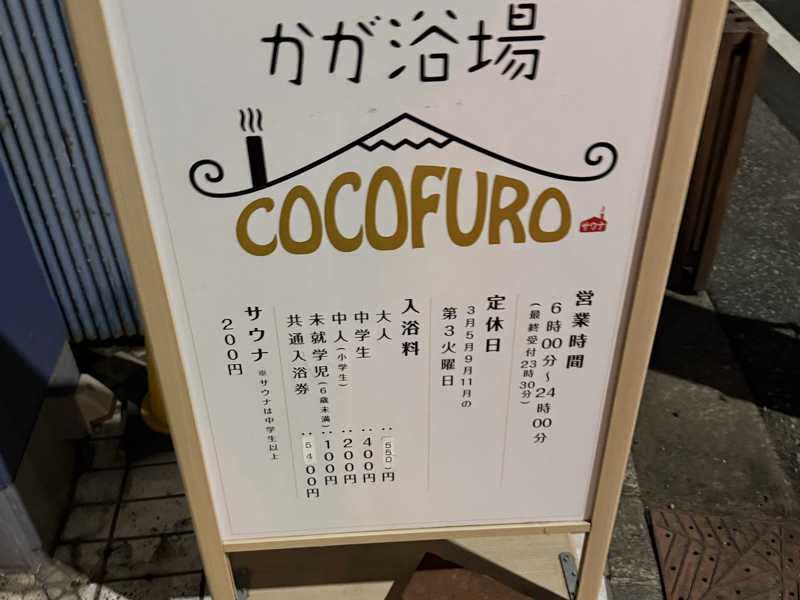 かが浴場
COCOFURO
サウナ
営業時間
6時00分～24時00分
（最終受付23時30分）
定休日
3月5月9月11月の
第3火曜日
入浴料
大人 ‥550円
中学生 ‥400円
中人（小学生） ‥200円
未就学児（6歳未満）‥100円
共通入浴券 ‥5400円
サウナ ※サウナは中学生以上
200円